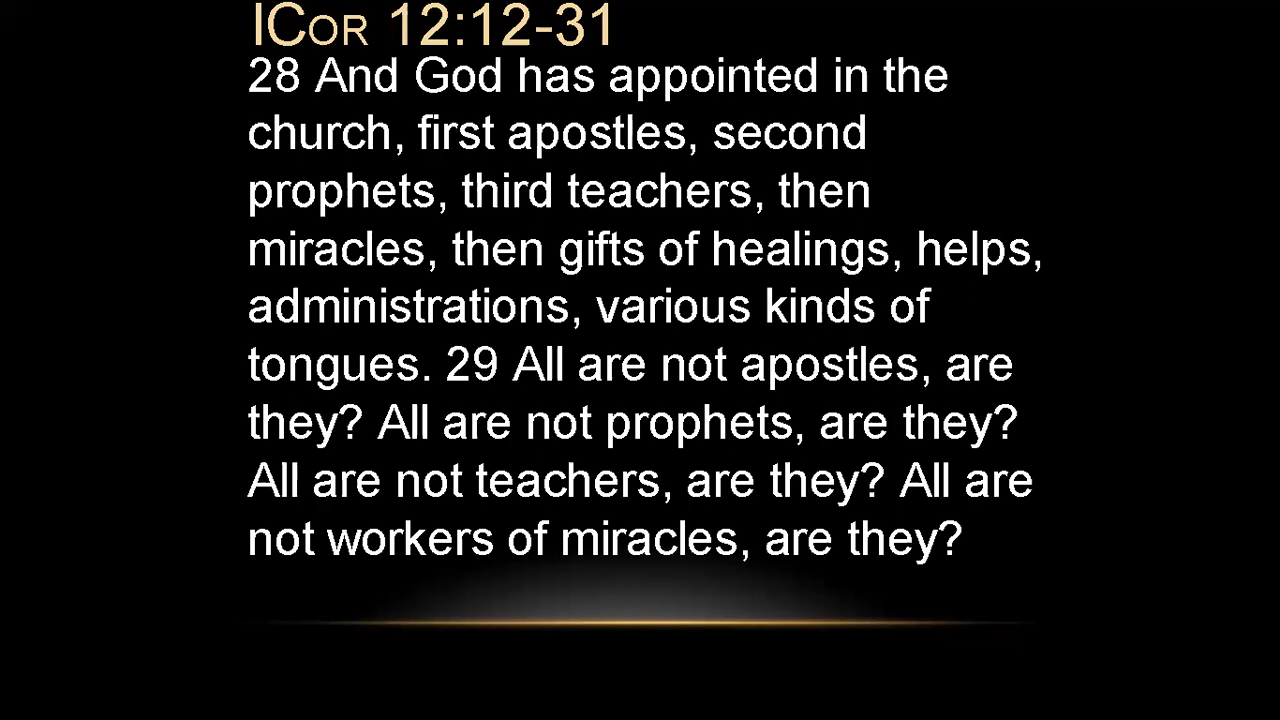 ICor 12:12-31
28 And God has appointed in the
church, first apostles, second
prophets, third teachers, then
miracles, then gifts of healings, helps,
administrations, various kinds of
tongues. 29 All are not apostles, are
they? All are not prophets, are they?
All are not teachers, are they? All are
not workers of miracles, are they?